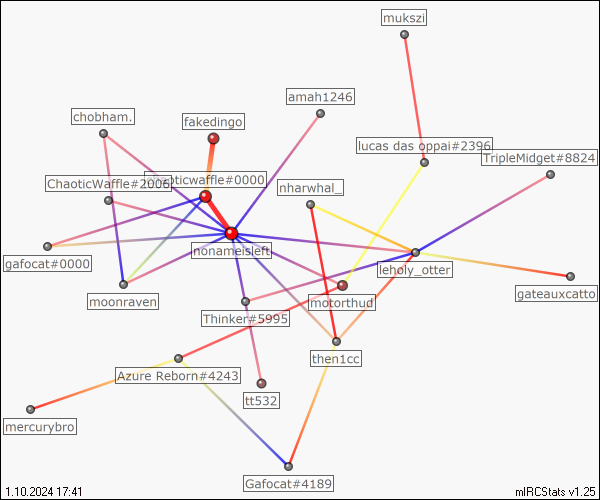 mukszi
amah1246
chobham.
fakedingo
lucas das oppai#2396
TripleMidget#8824
ChaoticWaffle#2006
chaoticwaffle#0000
nharwhal_
nonameisleft
gafocat#0000
leholy_otter
moonraven
motorthud
gateauxcatto
Thinker#5995
then1cc
Azure Reborn#4243
tt532
mercurybro
Gafocat#4189
1.10.2024 17:41
mIRCStats v1.25